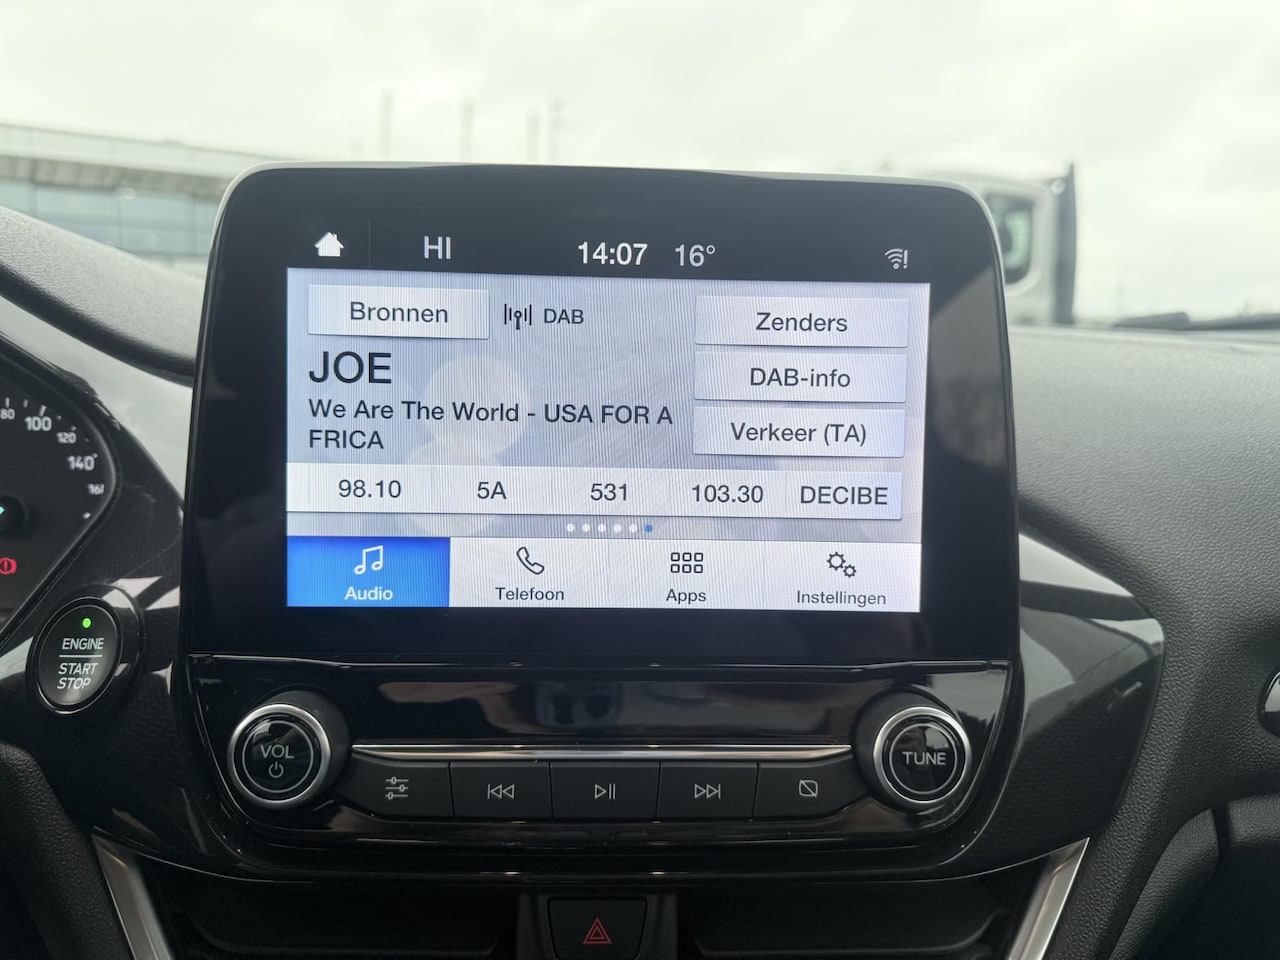 HI 14:07 16°
Bronnen DAB Zenders
JOE
DAB-info
We Are The World - USA FOR A
FRICA
Verkeer (TA)
98.10 5A 531 103.30 DECIBE
Audio Telefoon Apps Instellingen
80 100 120 140
ENGINE
START
STOP
VOL
TUNE